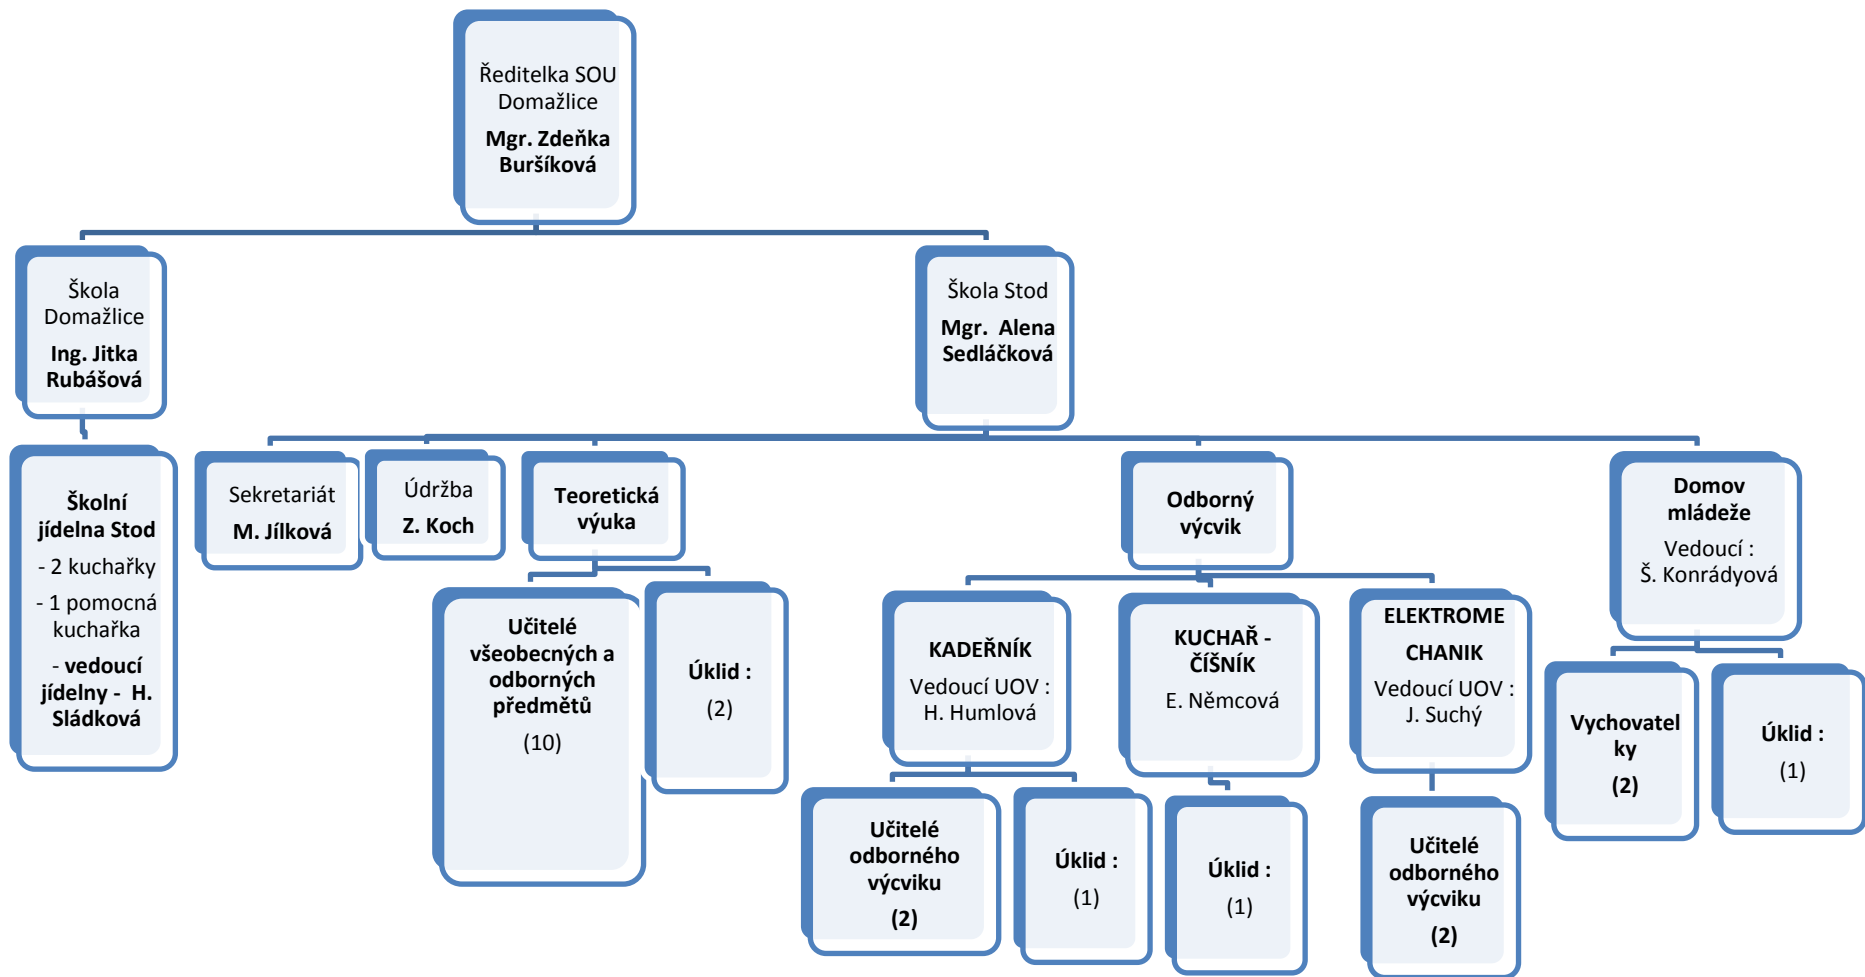 Ředitelka SOU
Domažlice
Mgr. Zdeňka
Buršíková
Škola
Domažlice
Ing. Jitka
Rubášová
Škola Stod
Mgr.  Alena
Sedláčková
Školní
jídelna Stod
- 2 kuchařky
- 1 pomocná
kuchařka
- vedoucí
jídelny -  H.
Sládková
Sekretariát
M. Jílková
Údržba
Z. Koch
Teoretická
výuka
Odborný
výcvik
Domov
mládeže
Vedoucí :
Š. Konrádyová
Učitelé
všeobecných a
odborných
předmětů
(10)
Úklid :
(2)
KADEŘNÍK
Vedoucí UOV :
H. Humlová
KUCHAŘ -
ČÍŠNÍK
E. Němcová
ELEKTROME
CHANIK
Vedoucí UOV :
J. Suchý
Vychovatel
ky
(2)
Úklid :
(1)
Učitelé
odborného
výcviku
(2)
Úklid :
(1)
Úklid :
(1)
Učitelé
odborného
výcviku
(2)